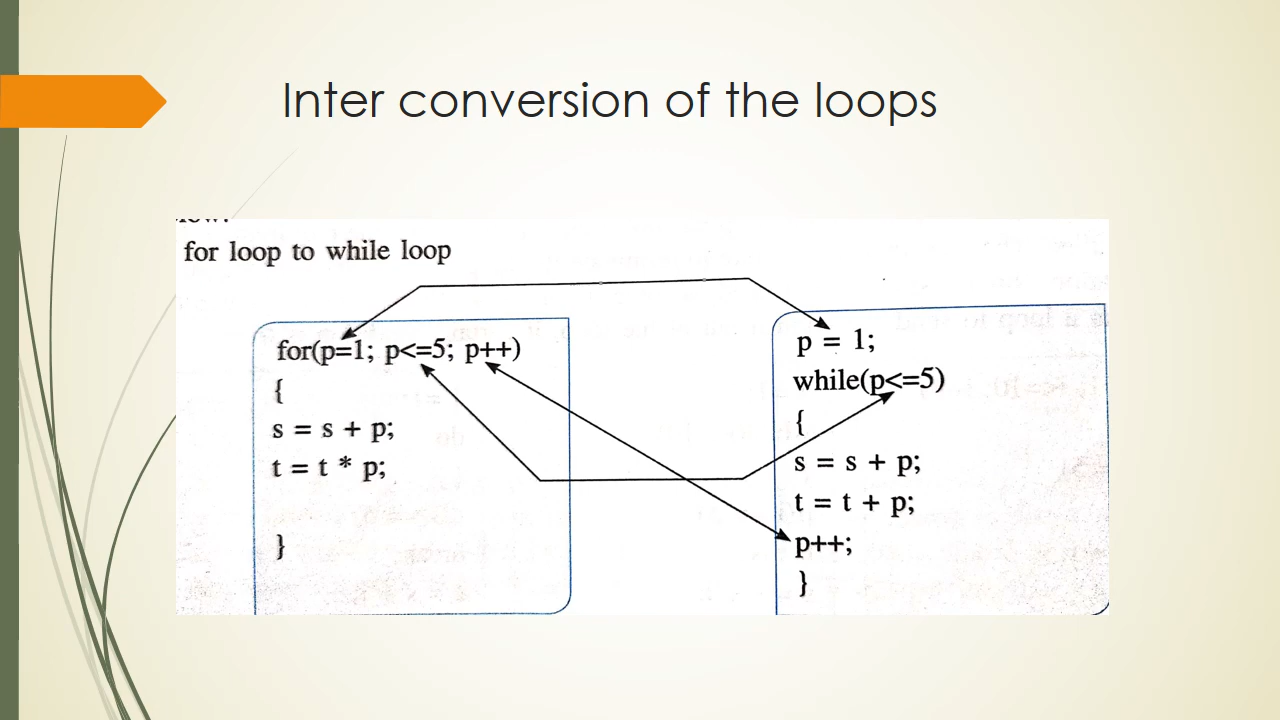 Inter conversion of the loops
for loop to while loop
for(p=1; p<=5; p++)
{
s = s + p;
t = t * p;
}
p = 1;
while(p<=5)
{
s = s + p;
t = t + p;
p++;
}